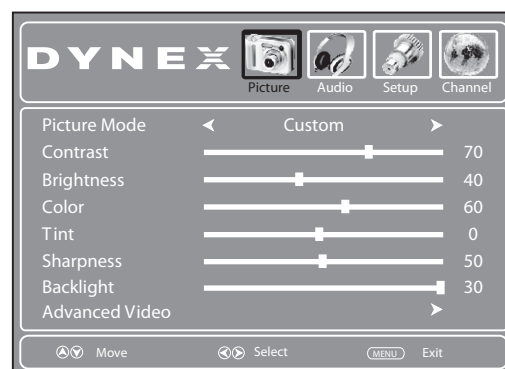 DYNEX
Picture Audio Setup Channel
Picture Mode Custom
Contrast 70
Brightness 40
Color 60
Tint 0
Sharpness 50
Backlight 30
Advanced Video
Move Select MENU Exit